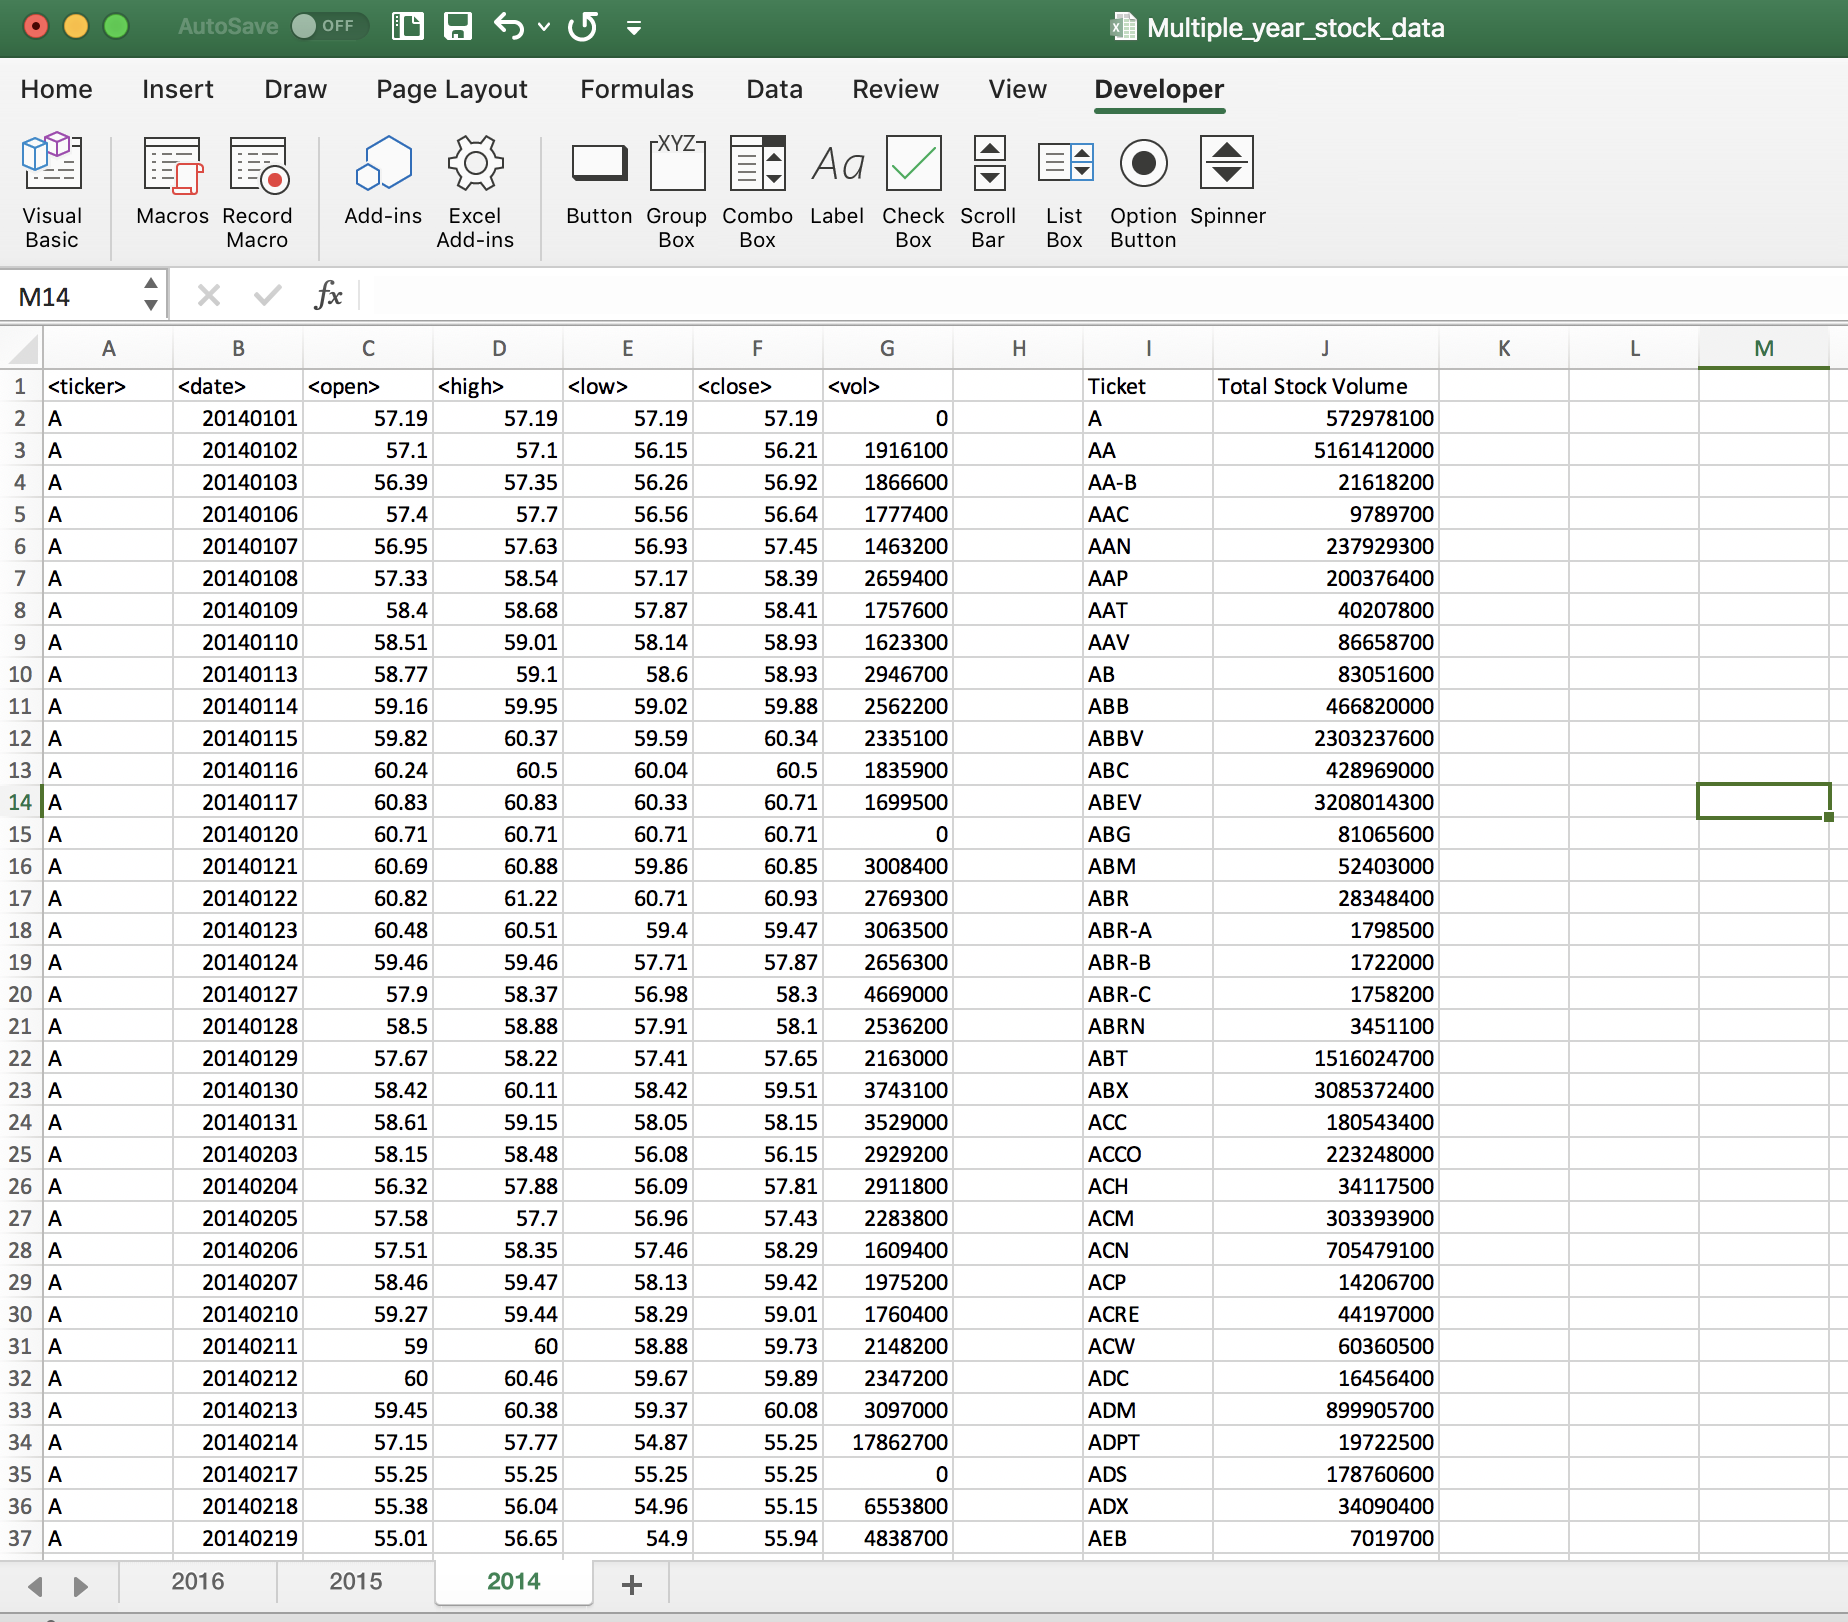 AutoSave OFF Multiple_year_stock_data
Home Insert Draw Page Layout Formulas Data Review View Developer
XYZ Aa
Visual Macros Record Add-ins Excel Button Group Combo Label Check Scroll List Option Spinner
Basic Macro Add-ins Box Box Box Bar Box Button
M14 fx
A B C D E F G H I J K L M
1 <ticker> <date> <open> <high> <low> <close> <vol> Ticket Total Stock Volume
2 A 20140101 57.19 57.19 57.19 57.19 0 A 572978100
3 A 20140102 57.1 57.1 56.15 56.21 1916100 AA 5161412000
4 A 20140103 56.39 57.35 56.26 56.92 1866600 AA-B 21618200
5 A 20140106 57.4 57.7 56.56 56.64 1777400 AAC 9789700
6 A 20140107 56.95 57.63 56.93 57.45 1463200 AAN 237929300
7 A 20140108 57.33 58.54 57.17 58.39 2659400 AAP 200376400
8 A 20140109 58.4 58.68 57.87 58.41 1757600 AAT 40207800
9 A 20140110 58.51 59.01 58.14 58.93 1623300 AAV 86658700
10 A 20140113 58.77 59.1 58.6 58.93 2946700 AB 83051600
11 A 20140114 59.16 59.95 59.02 59.88 2562200 ABB 466820000
12 A 20140115 59.82 60.37 59.59 60.34 2335100 ABBV 2303237600
13 A 20140116 60.24 60.5 60.04 60.5 1835900 ABC 428969000
14 A 20140117 60.83 60.83 60.33 60.71 1699500 ABEV 3208014300
15 A 20140120 60.71 60.71 60.71 60.71 0 ABG 81065600
16 A 20140121 60.69 60.88 59.86 60.85 3008400 ABM 52403000
17 A 20140122 60.82 61.22 60.71 60.93 2769300 ABR 28348400
18 A 20140123 60.48 60.51 59.4 59.47 3063500 ABR-A 1798500
19 A 20140124 59.46 59.46 57.71 57.87 2656300 ABR-B 1722000
20 A 20140127 57.9 58.37 56.98 58.3 4669000 ABR-C 1758200
21 A 20140128 58.5 58.88 57.91 58.1 2536200 ABRN 3451100
22 A 20140129 57.67 58.22 57.41 57.65 2163000 ABT 1516024700
23 A 20140130 58.42 60.11 58.42 59.51 3743100 ABX 3085372400
24 A 20140131 58.61 59.15 58.05 58.15 3529000 ACC 180543400
25 A 20140203 58.15 58.48 56.08 56.15 2929200 ACCO 223248000
26 A 20140204 56.32 57.88 56.09 57.81 2911800 ACH 34117500
27 A 20140205 57.58 57.7 56.96 57.43 2283800 ACM 303393900
28 A 20140206 57.51 58.35 57.46 58.29 1609400 ACN 705479100
29 A 20140207 58.46 59.47 58.13 59.42 1975200 ACP 14206700
30 A 20140210 59.27 59.44 58.29 59.01 1760400 ACRE 44197000
31 A 20140211 59 60 58.88 59.73 2148200 ACW 60360500
32 A 20140212 60 60.46 59.67 59.89 2347200 ADC 16456400
33 A 20140213 59.45 60.38 59.37 60.08 3097000 ADM 899905700
34 A 20140214 57.15 57.77 54.87 55.25 17862700 ADPT 19722500
35 A 20140217 55.25 55.25 55.25 55.25 0 ADS 178760600
36 A 20140218 55.38 56.04 54.96 55.15 6553800 ADX 34090400
37 A 20140219 55.01 56.65 54.9 55.94 4838700 AEB 7019700
2016 2015 2014 +